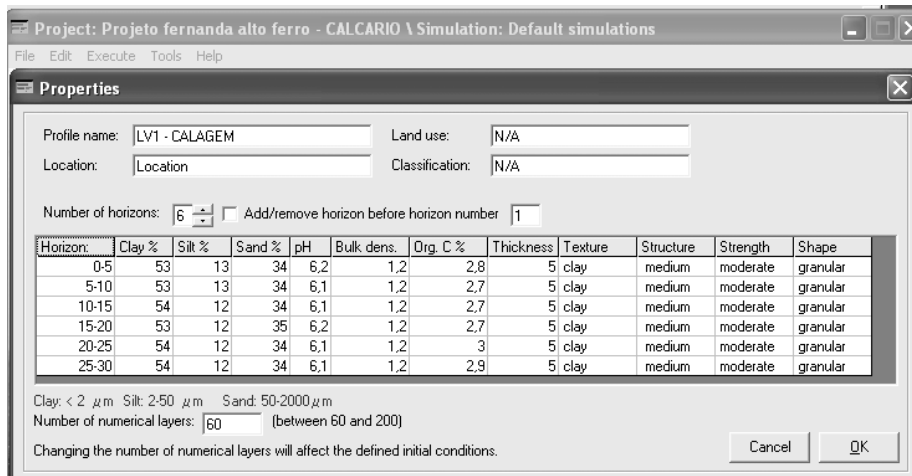 Project: Projeto fernanda alto ferro - CALCARIO \ Simulation: Default simulations
File Edit Execute Tools Help
Properties
Profile name: LV1 - CALAGEM Land use: N/A
Location: Location Classification: N/A
Number of horizons: 6 Add/remove horizon before horizon number 1
Horizon: Clay % Silt % Sand % pH Bulk dens. Org. C % Thickness Texture Structure Strength Shape
0-5 53 13 34 6,2 1,2 2,8 5 clay medium moderate granular
5-10 53 13 34 6,1 1,2 2,7 5 clay medium moderate granular
10-15 54 12 34 6,1 1,2 2,7 5 clay medium moderate granular
15-20 53 12 35 6,2 1,2 2,7 5 clay medium moderate granular
20-25 54 12 34 6,1 1,2 3 5 clay medium moderate granular
25-30 54 12 34 6,1 1,2 2,9 5 clay medium moderate granular
Clay: < 2 μm Silt: 2-50 μm Sand: 50-2000 μm
Number of numerical layers: 60 (between 60 and 200)
Changing the number of numerical layers will affect the defined initial conditions.
Cancel OK